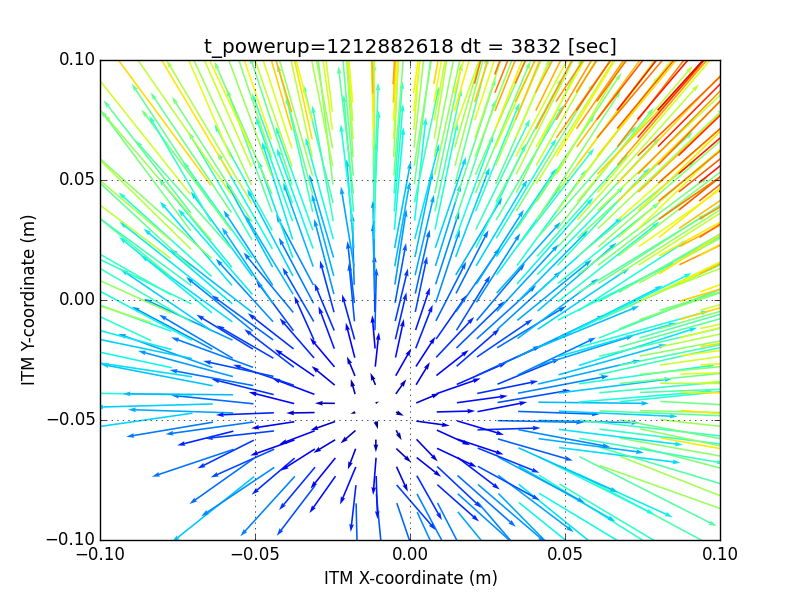 t_powerup=1212882618 dt = 3832 [sec]
0.10
0.05
0.00
−0.05
−0.10
ITM Y-coordinate (m)
−0.10 −0.05 0.00 0.05 0.10
ITM X-coordinate (m)